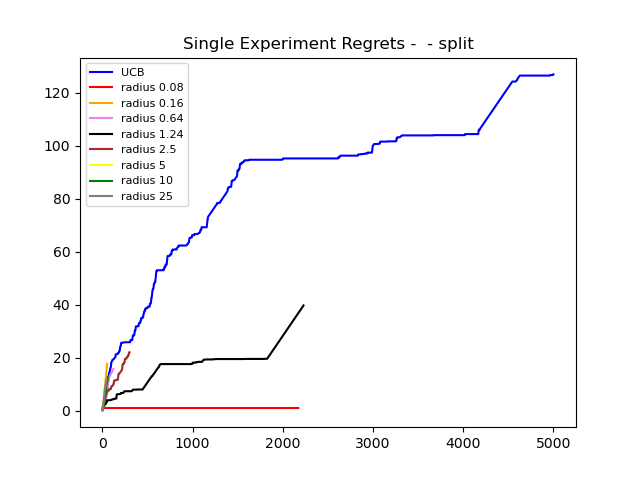 Single Experiment Regrets -  - split
UCB
radius 0.08
radius 0.16
radius 0.64
radius 1.24
radius 2.5
radius 5
radius 10
radius 25
120
100
80
60
40
20
0
0 1000 2000 3000 4000 5000